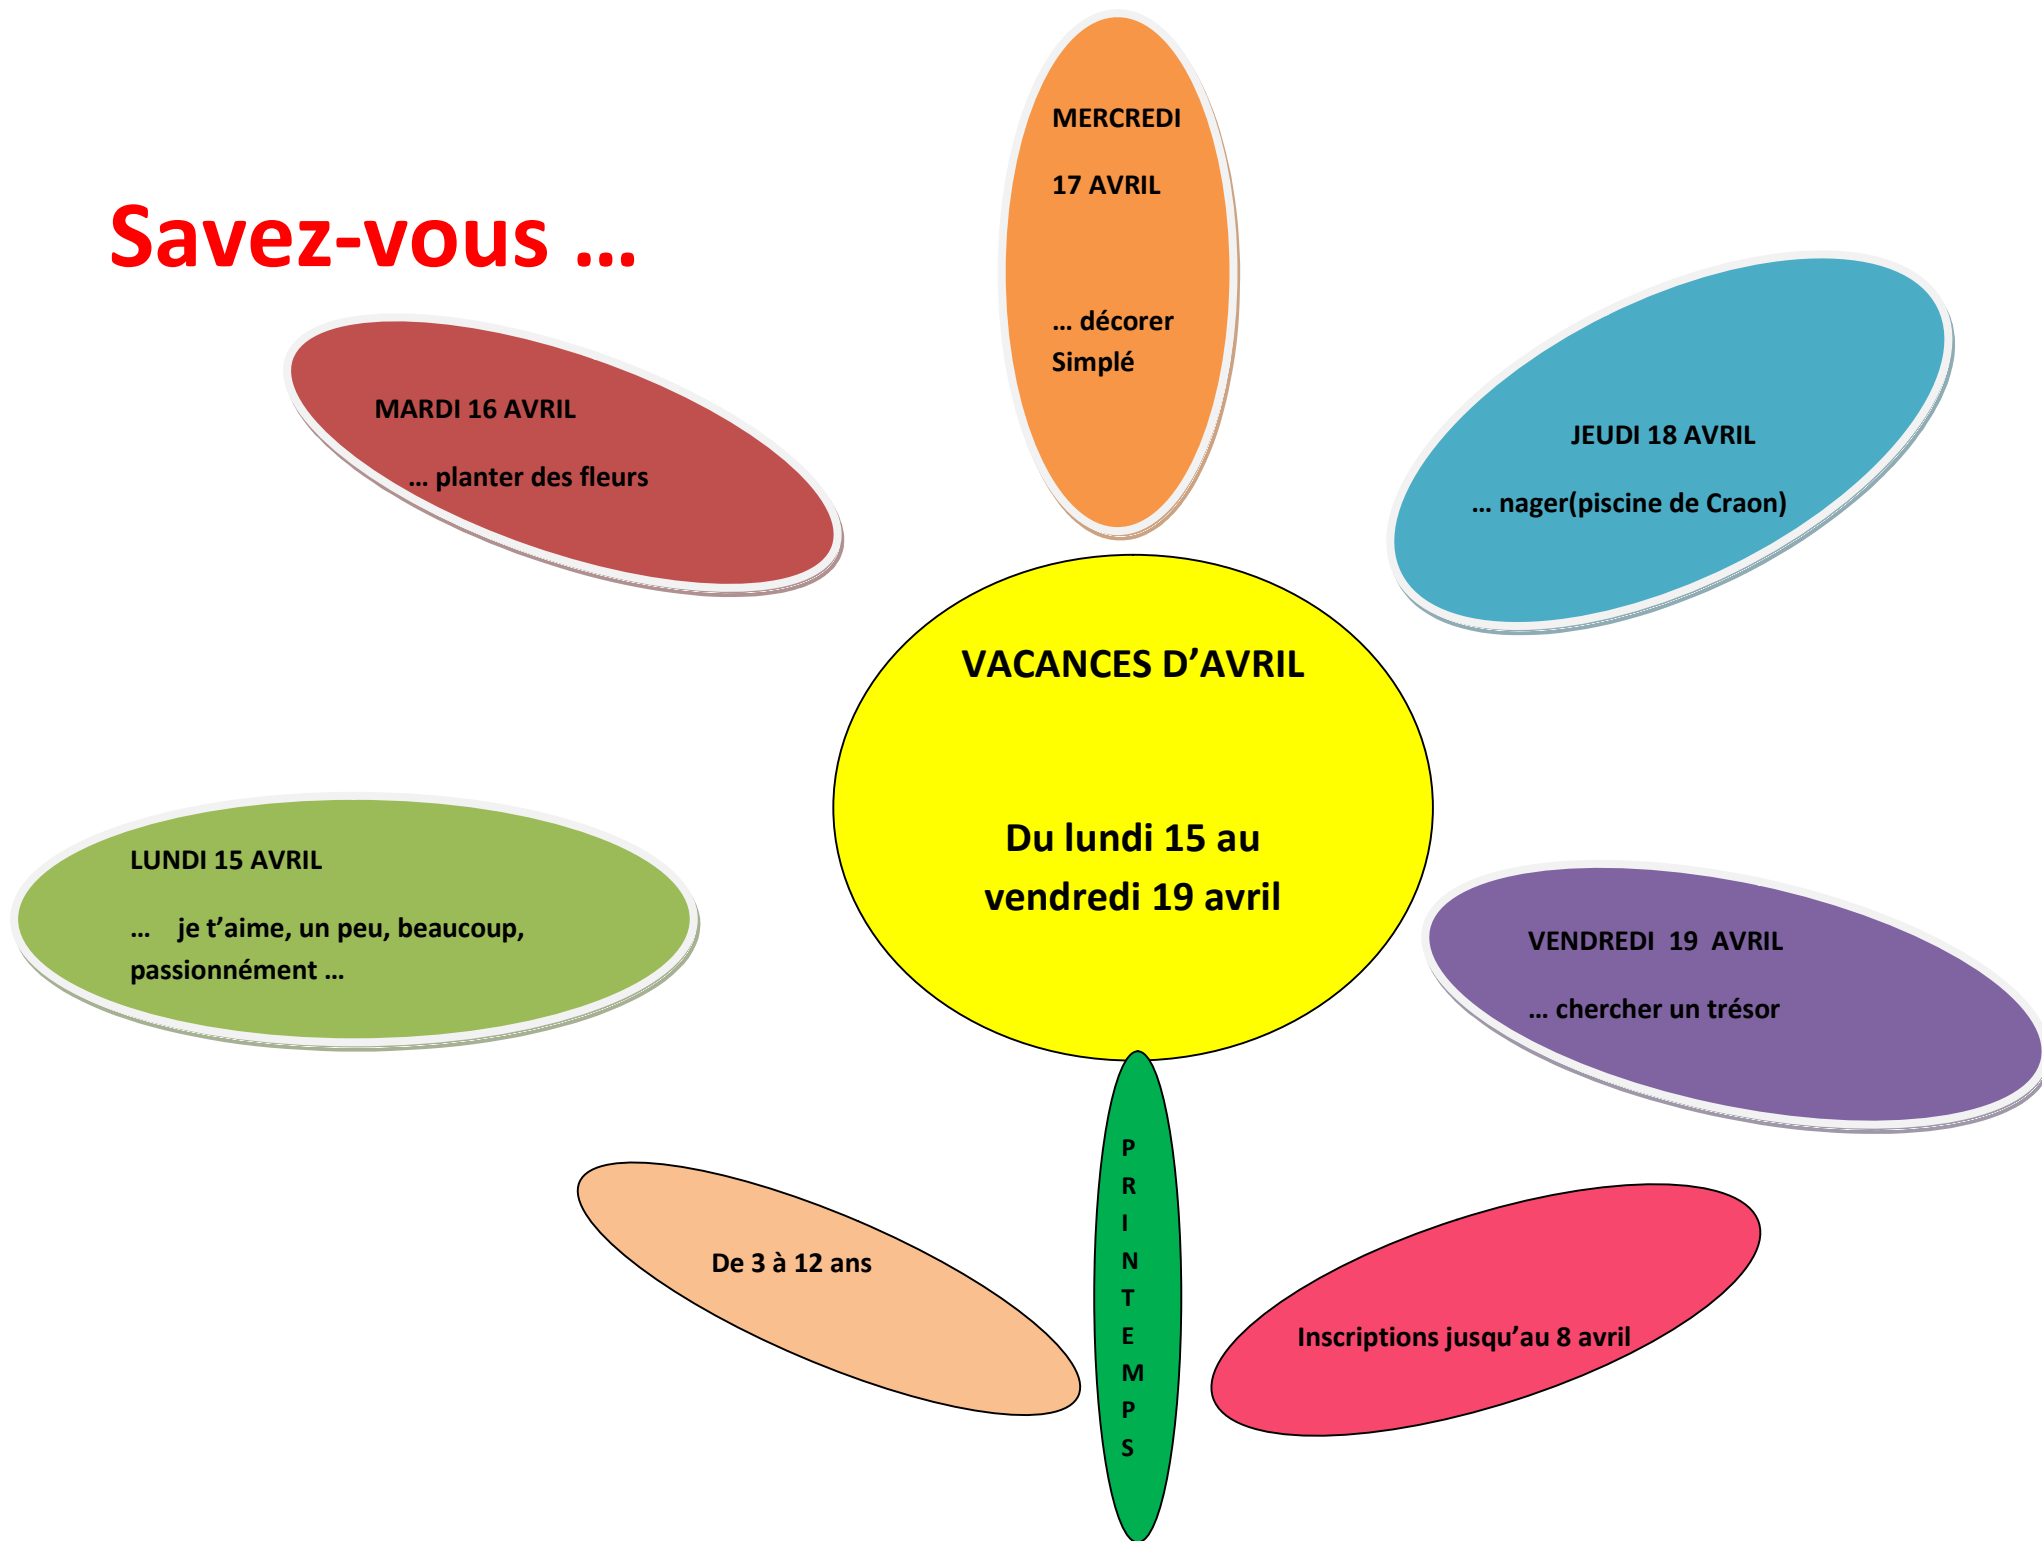 Savez-vous ...
MERCREDI
17 AVRIL
... décorer
Simplé
MARDI 16 AVRIL
... planter des fleurs
JEUDI 18 AVRIL
... nager(piscine de Craon)
VACANCES D’AVRIL
Du lundi 15 au
vendredi 19 avril
LUNDI 15 AVRIL
... je t’aime, un peu, beaucoup,
passionnément ...
VENDREDI 19 AVRIL
... chercher un trésor
P
R
I
N
T
E
M
P
S
De 3 à 12 ans
Inscriptions jusqu’au 8 avril